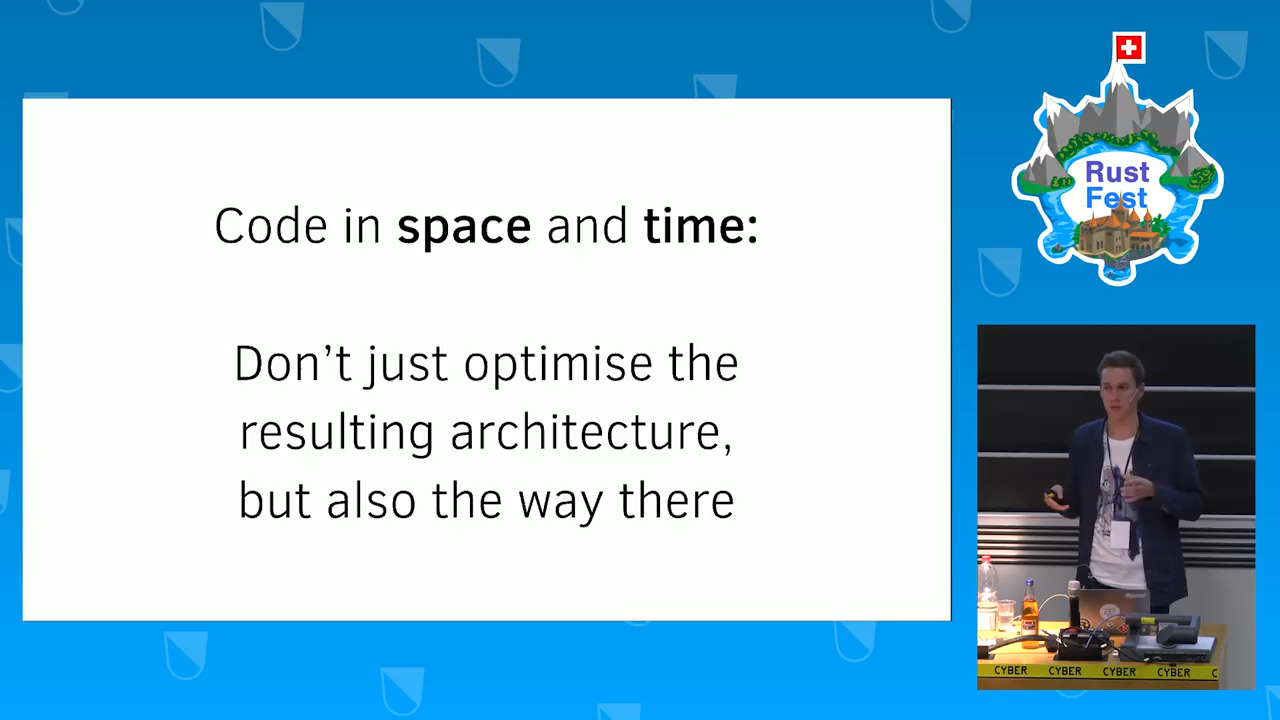 Code in space and time:
Don’t just optimise the
resulting architecture,
but also the way there
Rust
Fest
CYBER CYBER CYBER CYBER C